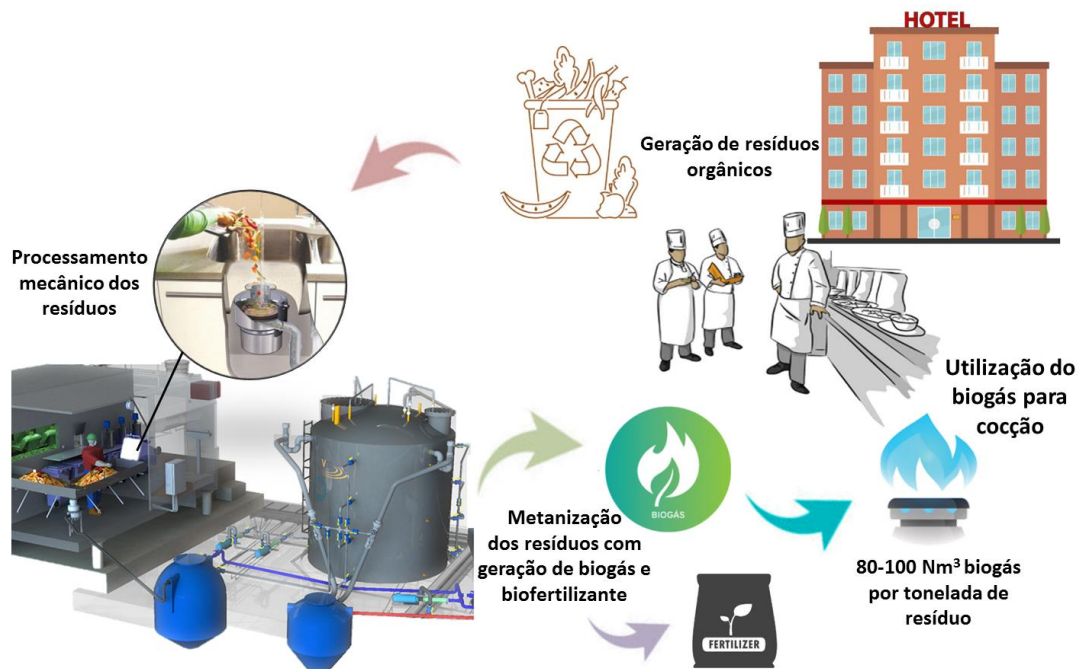 HOTEL
Geração de resíduos
orgânicos
Processamento
mecânico dos
resíduos
Utilização do
biogás para
cocção
BIOGÁS
Metanização
dos resíduos com
geração de biogás e
biofertilizante
80-100 Nm³ biogás
por tonelada de
resíduo
FERTILIZER